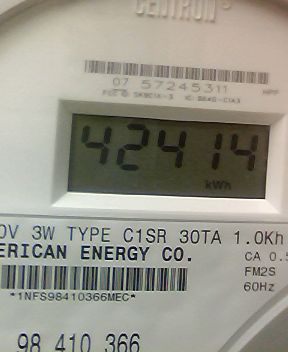 CENTRON®
07 57245311
42414
kWh
0V 3W TYPE C1SR 30TA 1.0Kh
ERICAN ENERGY CO.
CA 0.5
FM2S
60Hz
*1NFS98410366MEC*
98 410 366